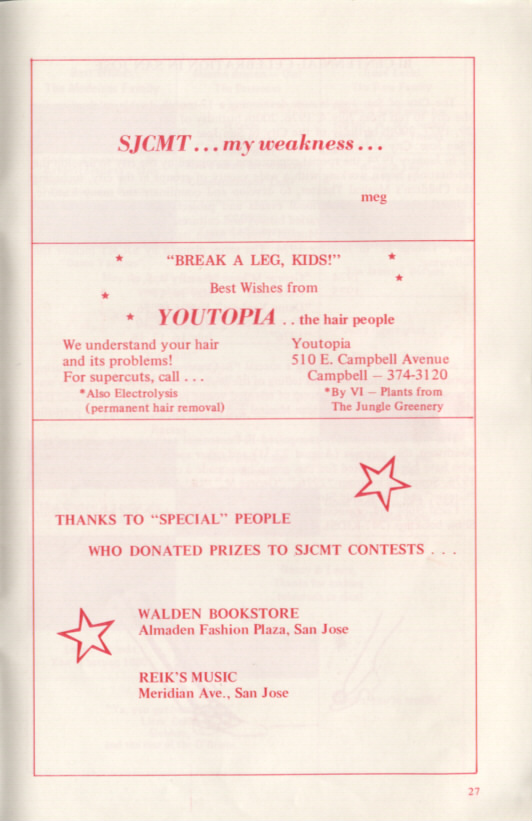 SJCMT . . . my weakness . . .
meg
"BREAK A LEG, KIDS!"
Best Wishes from
YOUTOPIA . . the hair people
We understand your hair
and its problems!
For supercuts, call . . .
*Also Electrolysis
(permanent hair removal)
Youtopia
510 E. Campbell Avenue
Campbell — 374-3120
*By VI — Plants from
The Jungle Greenery
THANKS TO "SPECIAL" PEOPLE
WHO DONATED PRIZES TO SJCMT CONTESTS . . .
WALDEN BOOKSTORE
Almaden Fashion Plaza, San Jose
REIK'S MUSIC
Meridian Ave., San Jose
27